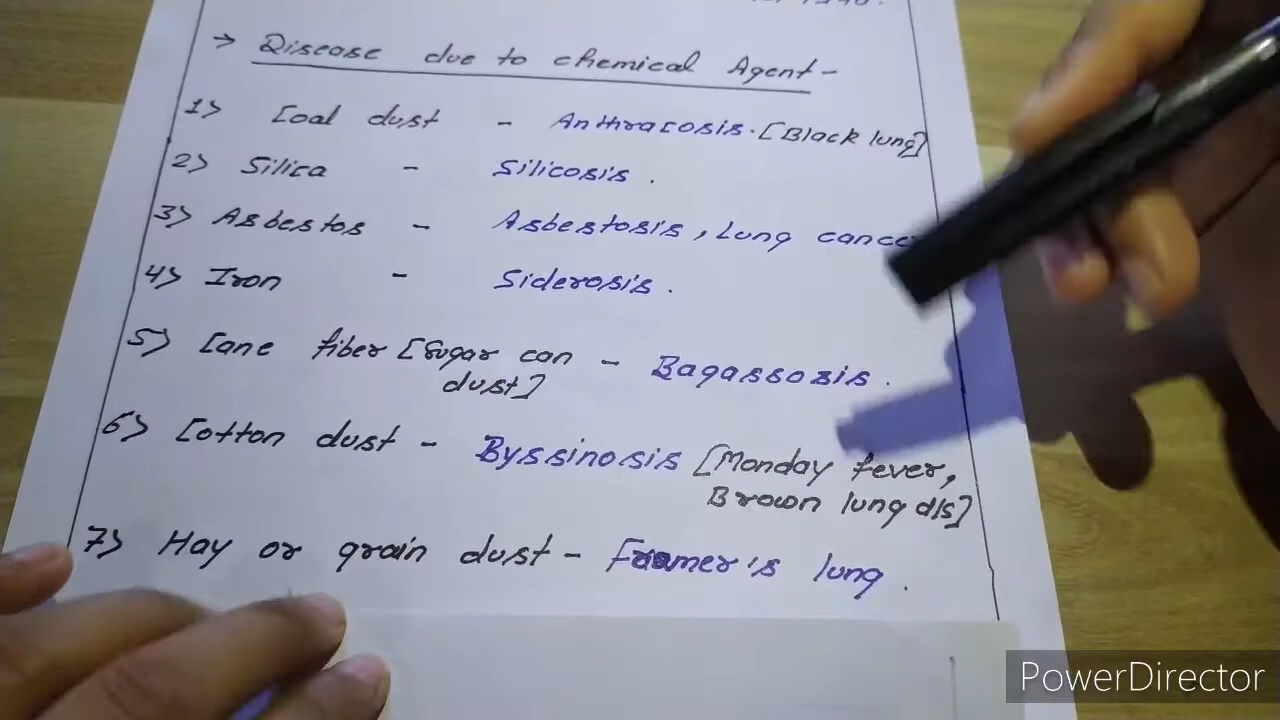 → Disease due to chemical Agent-
1> Coal dust - Anthracosis. [Black lung]
2> Silica - Silicosis.
3> Asbestos - Asbestosis, Lung cance
4> Iron - Siderosis.
5> Cane fiber [Sugar can - Bagassosis.
dust]
6> Cotton dust - Byssinosis [Monday fever,
Brown lung dis]
7> Hay or grain dust - Farmer's lung.
PowerDirector